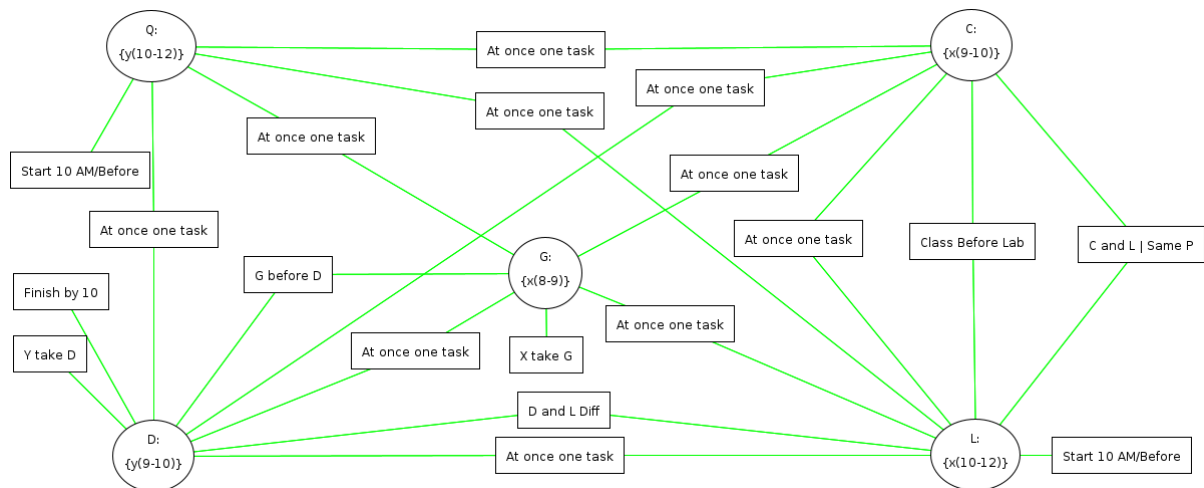 Q:
{y(10-12)}
C:
{x(9-10)}
At once one task
At once one task
At once one task
At once one task
Start 10 AM/Before
At once one task
At once one task
At once one task
Class Before Lab
C and L | Same P
G:
{x(8-9)}
G before D
Finish by 10
At once one task
Y take D
At once one task
X take G
D and L Diff
D:
{y(9-10)}
At once one task
L:
{x(10-12)}
Start 10 AM/Before